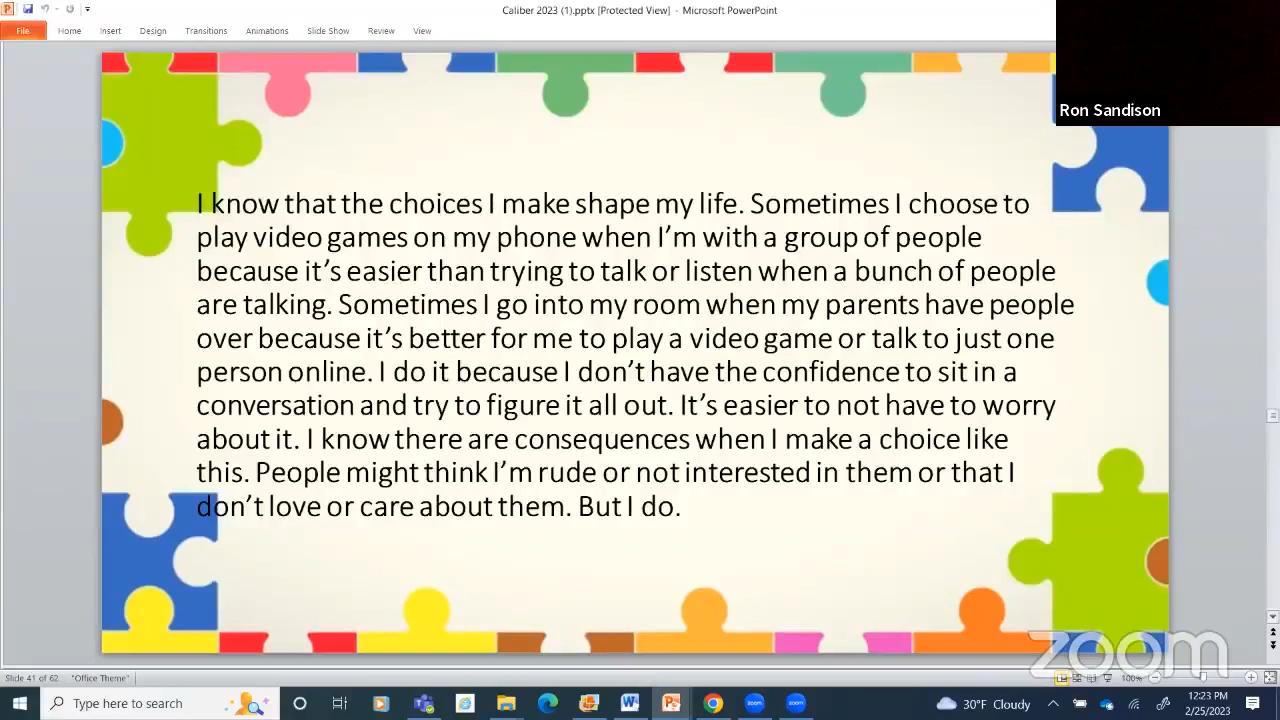 Caliber 2023 (1).pptx [Protected View] - Microsoft PowerPoint
File Home Insert Design Transitions Animations Slide Show Review View
Ron Sandison
I know that the choices I make shape my life. Sometimes I choose to
play video games on my phone when I’m with a group of people
because it’s easier than trying to talk or listen when a bunch of people
are talking. Sometimes I go into my room when my parents have people
over because it’s better for me to play a video game or talk to just one
person online. I do it because I don’t have the confidence to sit in a
conversation and try to figure it all out. It’s easier to not have to worry
about it. I know there are consequences when I make a choice like
this. People might think I’m rude or not interested in them or that I
don’t love or care about them. But I do.
zoom
Slide 41 of 62 "Office Theme" 100%
Type here to search
zoom zoom
30°F Cloudy
12:23 PM
2/25/2023